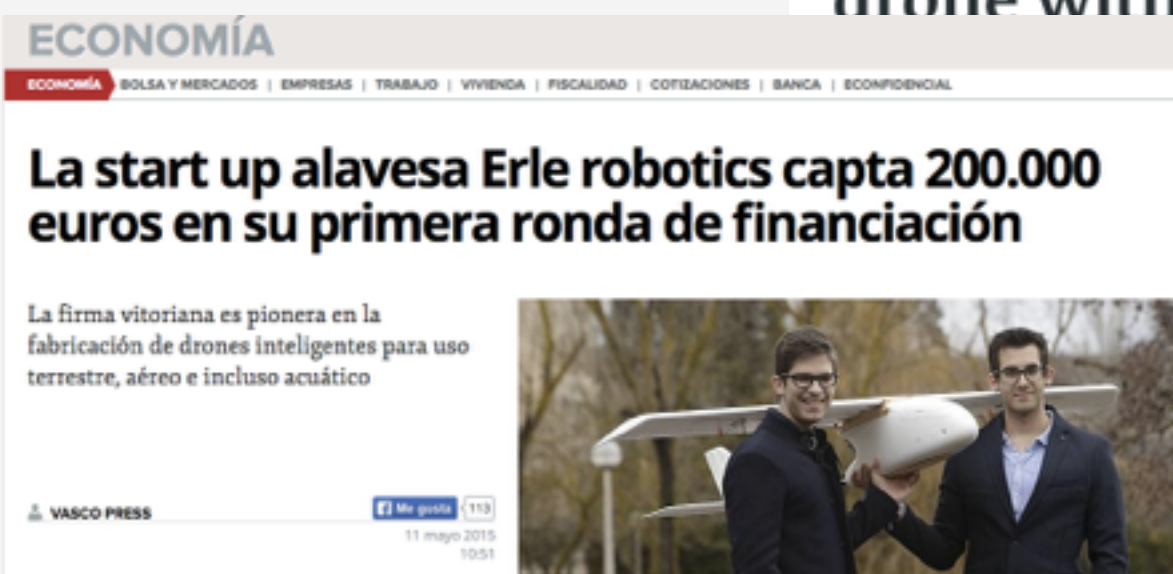 drone with
ECONOMÍA
ECONOMÍA BOLSA Y MERCADOS | EMPRESAS | TRABAJO | VIVIENDA | FISCALIDAD | COTIZACIONES | BANCA | ECONFIDENCIAL
La start up alavesa Erle robotics capta 200.000
euros en su primera ronda de financiación
La firma vitoriana es pionera en la
fabricación de drones inteligentes para uso
terrestre, aéreo e incluso acuático
VASCO PRESS
Me gusta 113
11 mayo 2015
10:51